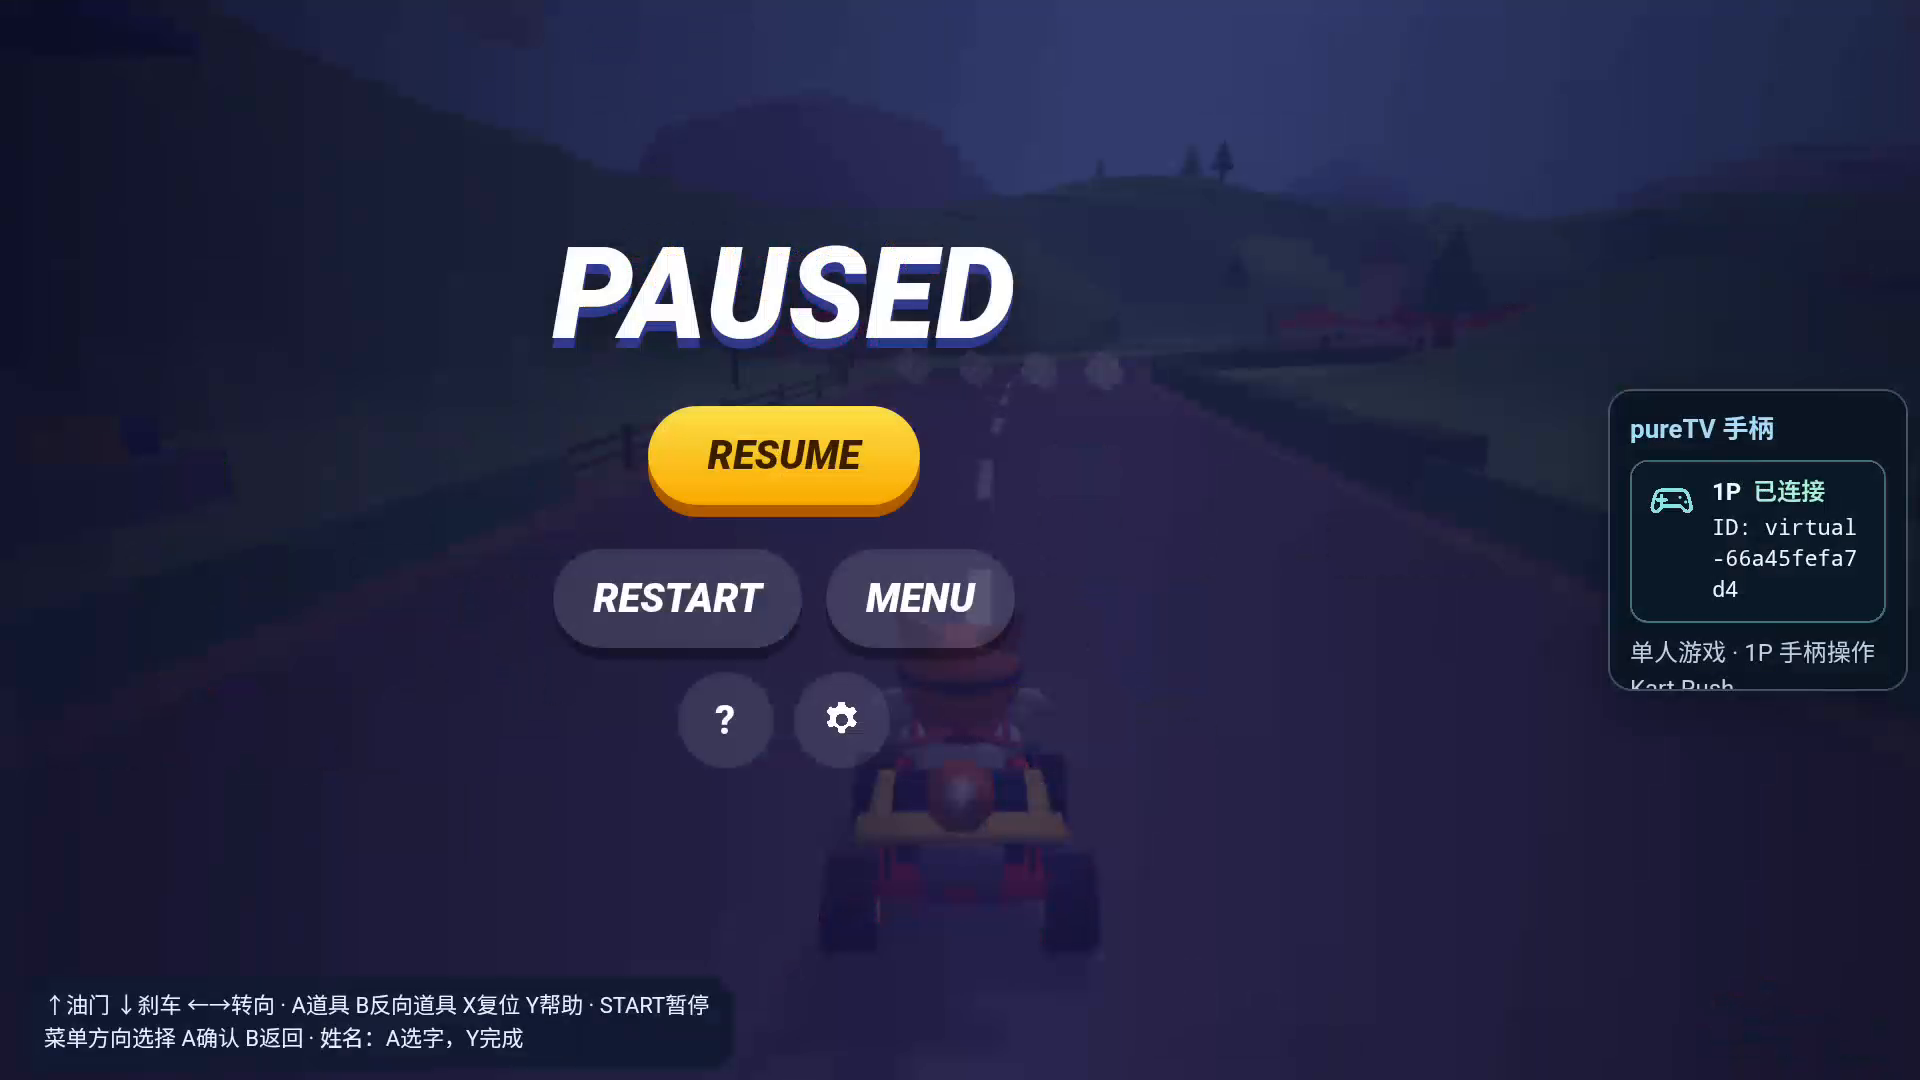 PAUSED
RESUME
RESTART
MENU
?
pureTV 手柄
1P 已连接
ID: virtual
-66a45fefa7
d4
单人游戏 · 1P 手柄操作
Kart Rush
↑油门 ↓刹车 ←→转向 · A道具 B反向道具 X复位 Y帮助 · START暂停
菜单方向选择 A确认 B返回 · 姓名：A选字，Y完成